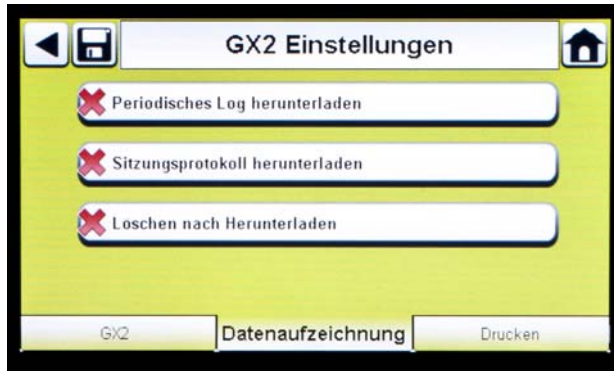 GX2 Einstellungen
Periodisches Log herunterladen
Sitzungsprotokoll herunterladen
Loschen nach Herunterladen
GX2
Datenaufzeichnung
Drucken